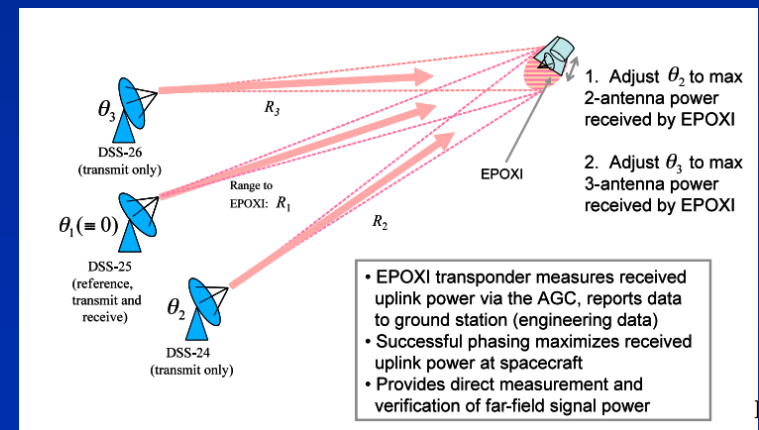 θ3
DSS-26
(transmit only)
R3
θ1(≡ 0)
Range to
EPOXI: R1
DSS-25
(reference,
transmit and
receive)
θ2
DSS-24
(transmit only)
R2
EPOXI
1. Adjust θ2 to max
2-antenna power
received by EPOXI
2. Adjust θ3 to max
3-antenna power
received by EPOXI
• EPOXI transponder measures received
uplink power via the AGC, reports data
to ground station (engineering data)
• Successful phasing maximizes received
uplink power at spacecraft
• Provides direct measurement and
verification of far-field signal power